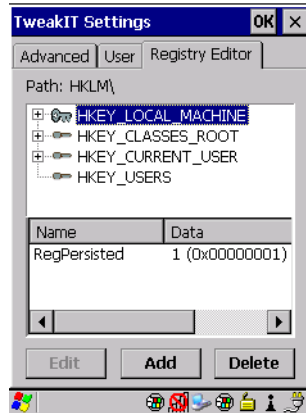 TweakIT Settings OK ×
Advanced User Registry Editor
Path: HKLM\
HKEY_LOCAL_MACHINE
HKEY_CLASSES_ROOT
HKEY_CURRENT_USER
HKEY_USERS
Name Data
RegPersisted 1 (0x00000001)
Edit Add Delete